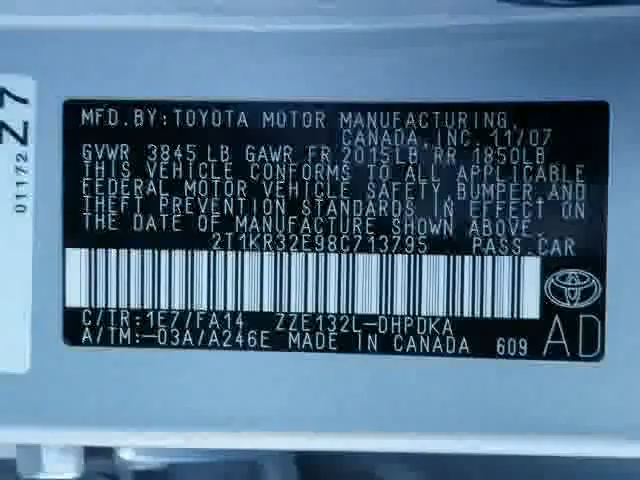 MFD.BY:TOYOTA MOTOR MANUFACTURING,
CANADA,INC. 11/07
GVWR 3845 LB GAWR FR 2015LB RR 1850LB
THIS VEHICLE CONFORMS TO ALL APPLICABLE
FEDERAL MOTOR VEHICLE SAFETY, BUMPER AND
THEFT PREVENTION STANDARDS IN EFFECT ON
THE DATE OF MANUFACTURE SHOWN ABOVE.
2T1KR32E98C713795 PASS.CAR
C/TR:1E7/FA14 ZZE132L-DHPDKA
A/TM:-03A/A246E MADE IN CANADA 609
AD
01172
Z7